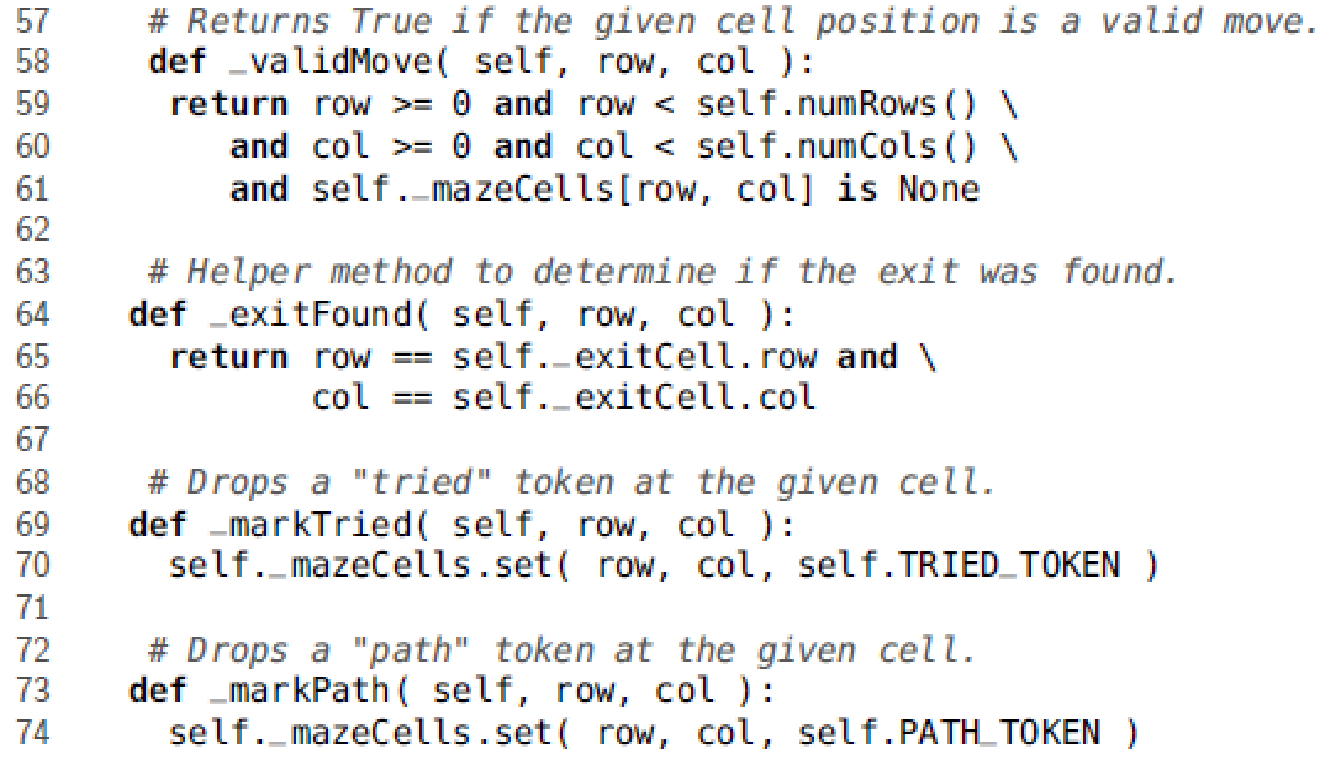 57 # Returns True if the given cell position is a valid move.
58 def _validMove( self, row, col ):
59 return row >= 0 and row < self.numRows() \
60 and col >= 0 and col < self.numCols() \
61 and self._mazeCells[row, col] is None
62
63 # Helper method to determine if the exit was found.
64 def _exitFound( self, row, col ):
65 return row == self._exitCell.row and \
66 col == self._exitCell.col
67
68 # Drops a "tried" token at the given cell.
69 def _markTried( self, row, col ):
70 self._mazeCells.set( row, col, self.TRIED_TOKEN )
71
72 # Drops a "path" token at the given cell.
73 def _markPath( self, row, col ):
74 self._mazeCells.set( row, col, self.PATH_TOKEN )